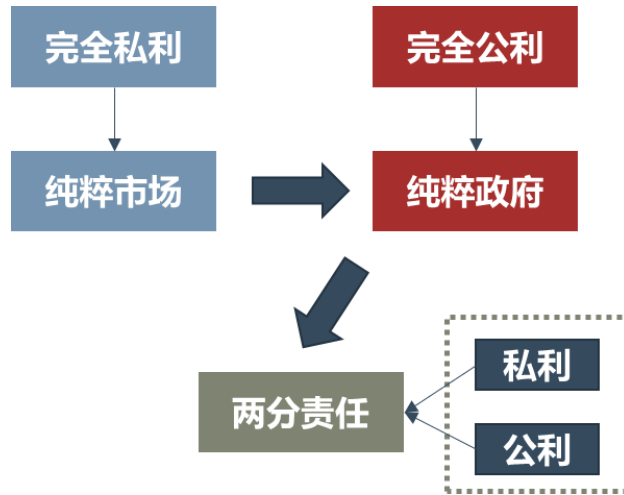 完全私利
完全公利
纯粹市场
纯粹政府
两分责任
私利
公利